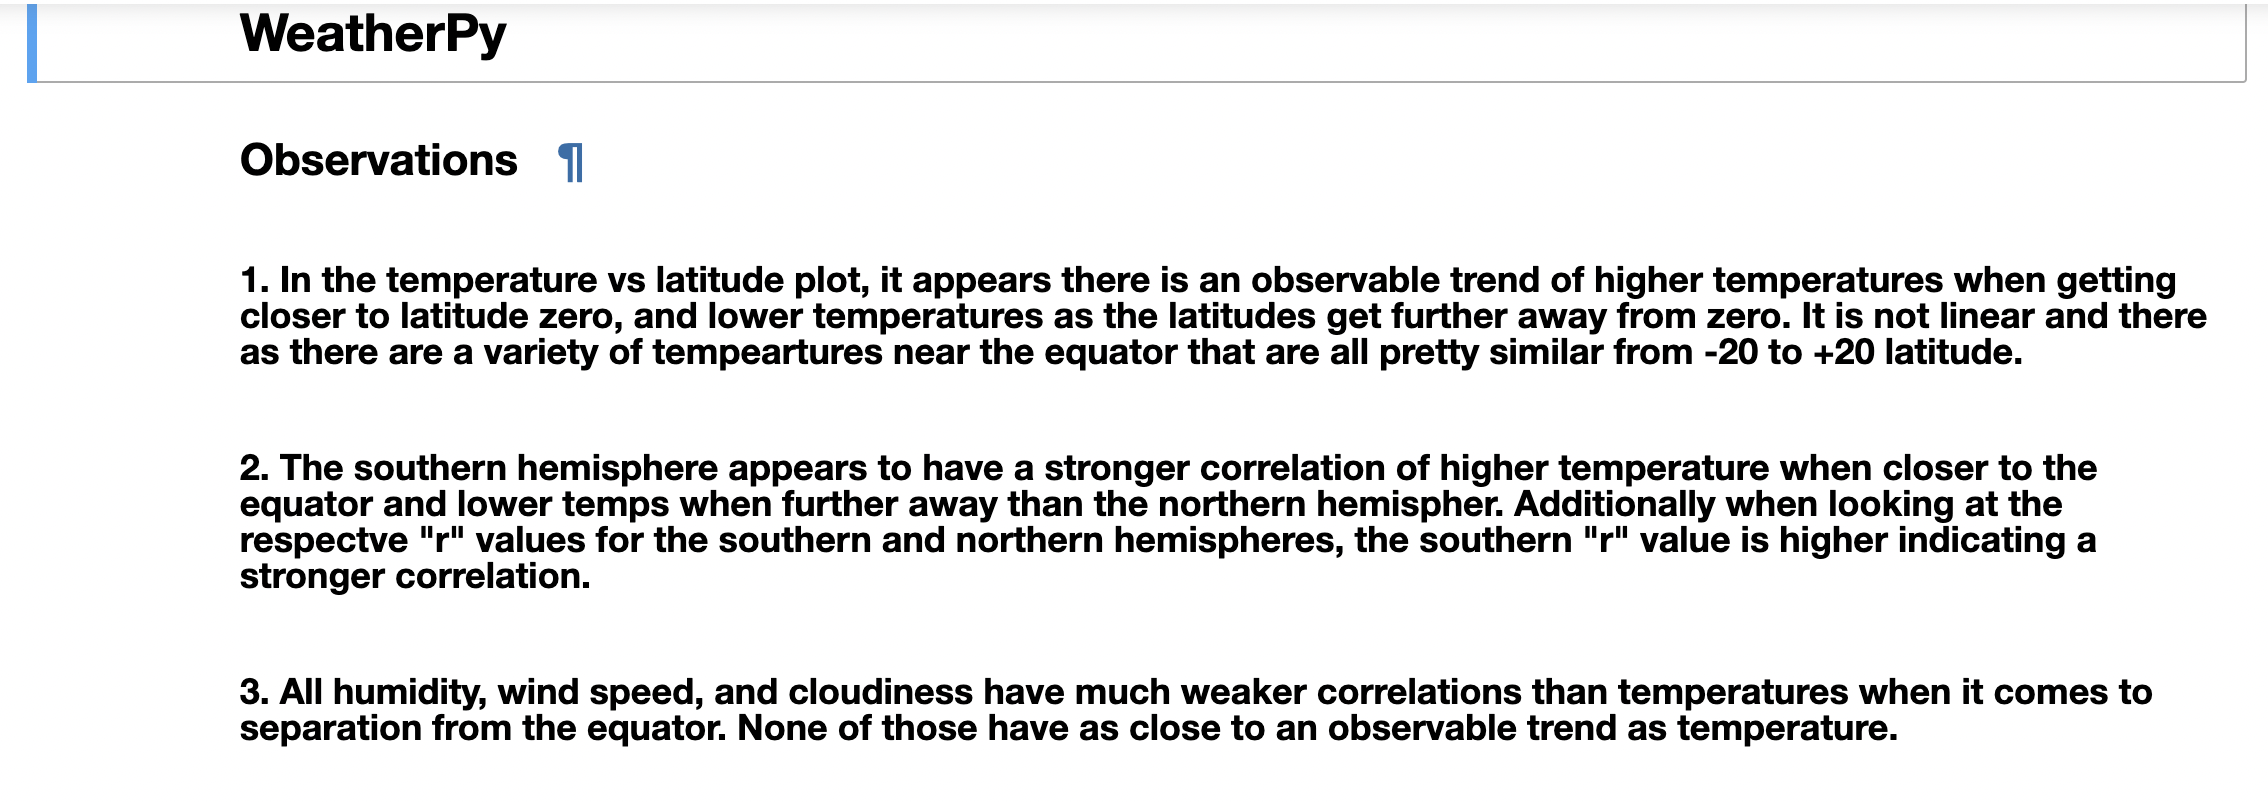 WeatherPy
Observations ¶
1. In the temperature vs latitude plot, it appears there is an observable trend of higher temperatures when getting
closer to latitude zero, and lower temperatures as the latitudes get further away from zero. It is not linear and there
as there are a variety of tempeartures near the equator that are all pretty similar from -20 to +20 latitude.
2. The southern hemisphere appears to have a stronger correlation of higher temperature when closer to the
equator and lower temps when further away than the northern hemispher. Additionally when looking at the
respectve "r" values for the southern and northern hemispheres, the southern "r" value is higher indicating a
stronger correlation.
3. All humidity, wind speed, and cloudiness have much weaker correlations than temperatures when it comes to
separation from the equator. None of those have as close to an observable trend as temperature.